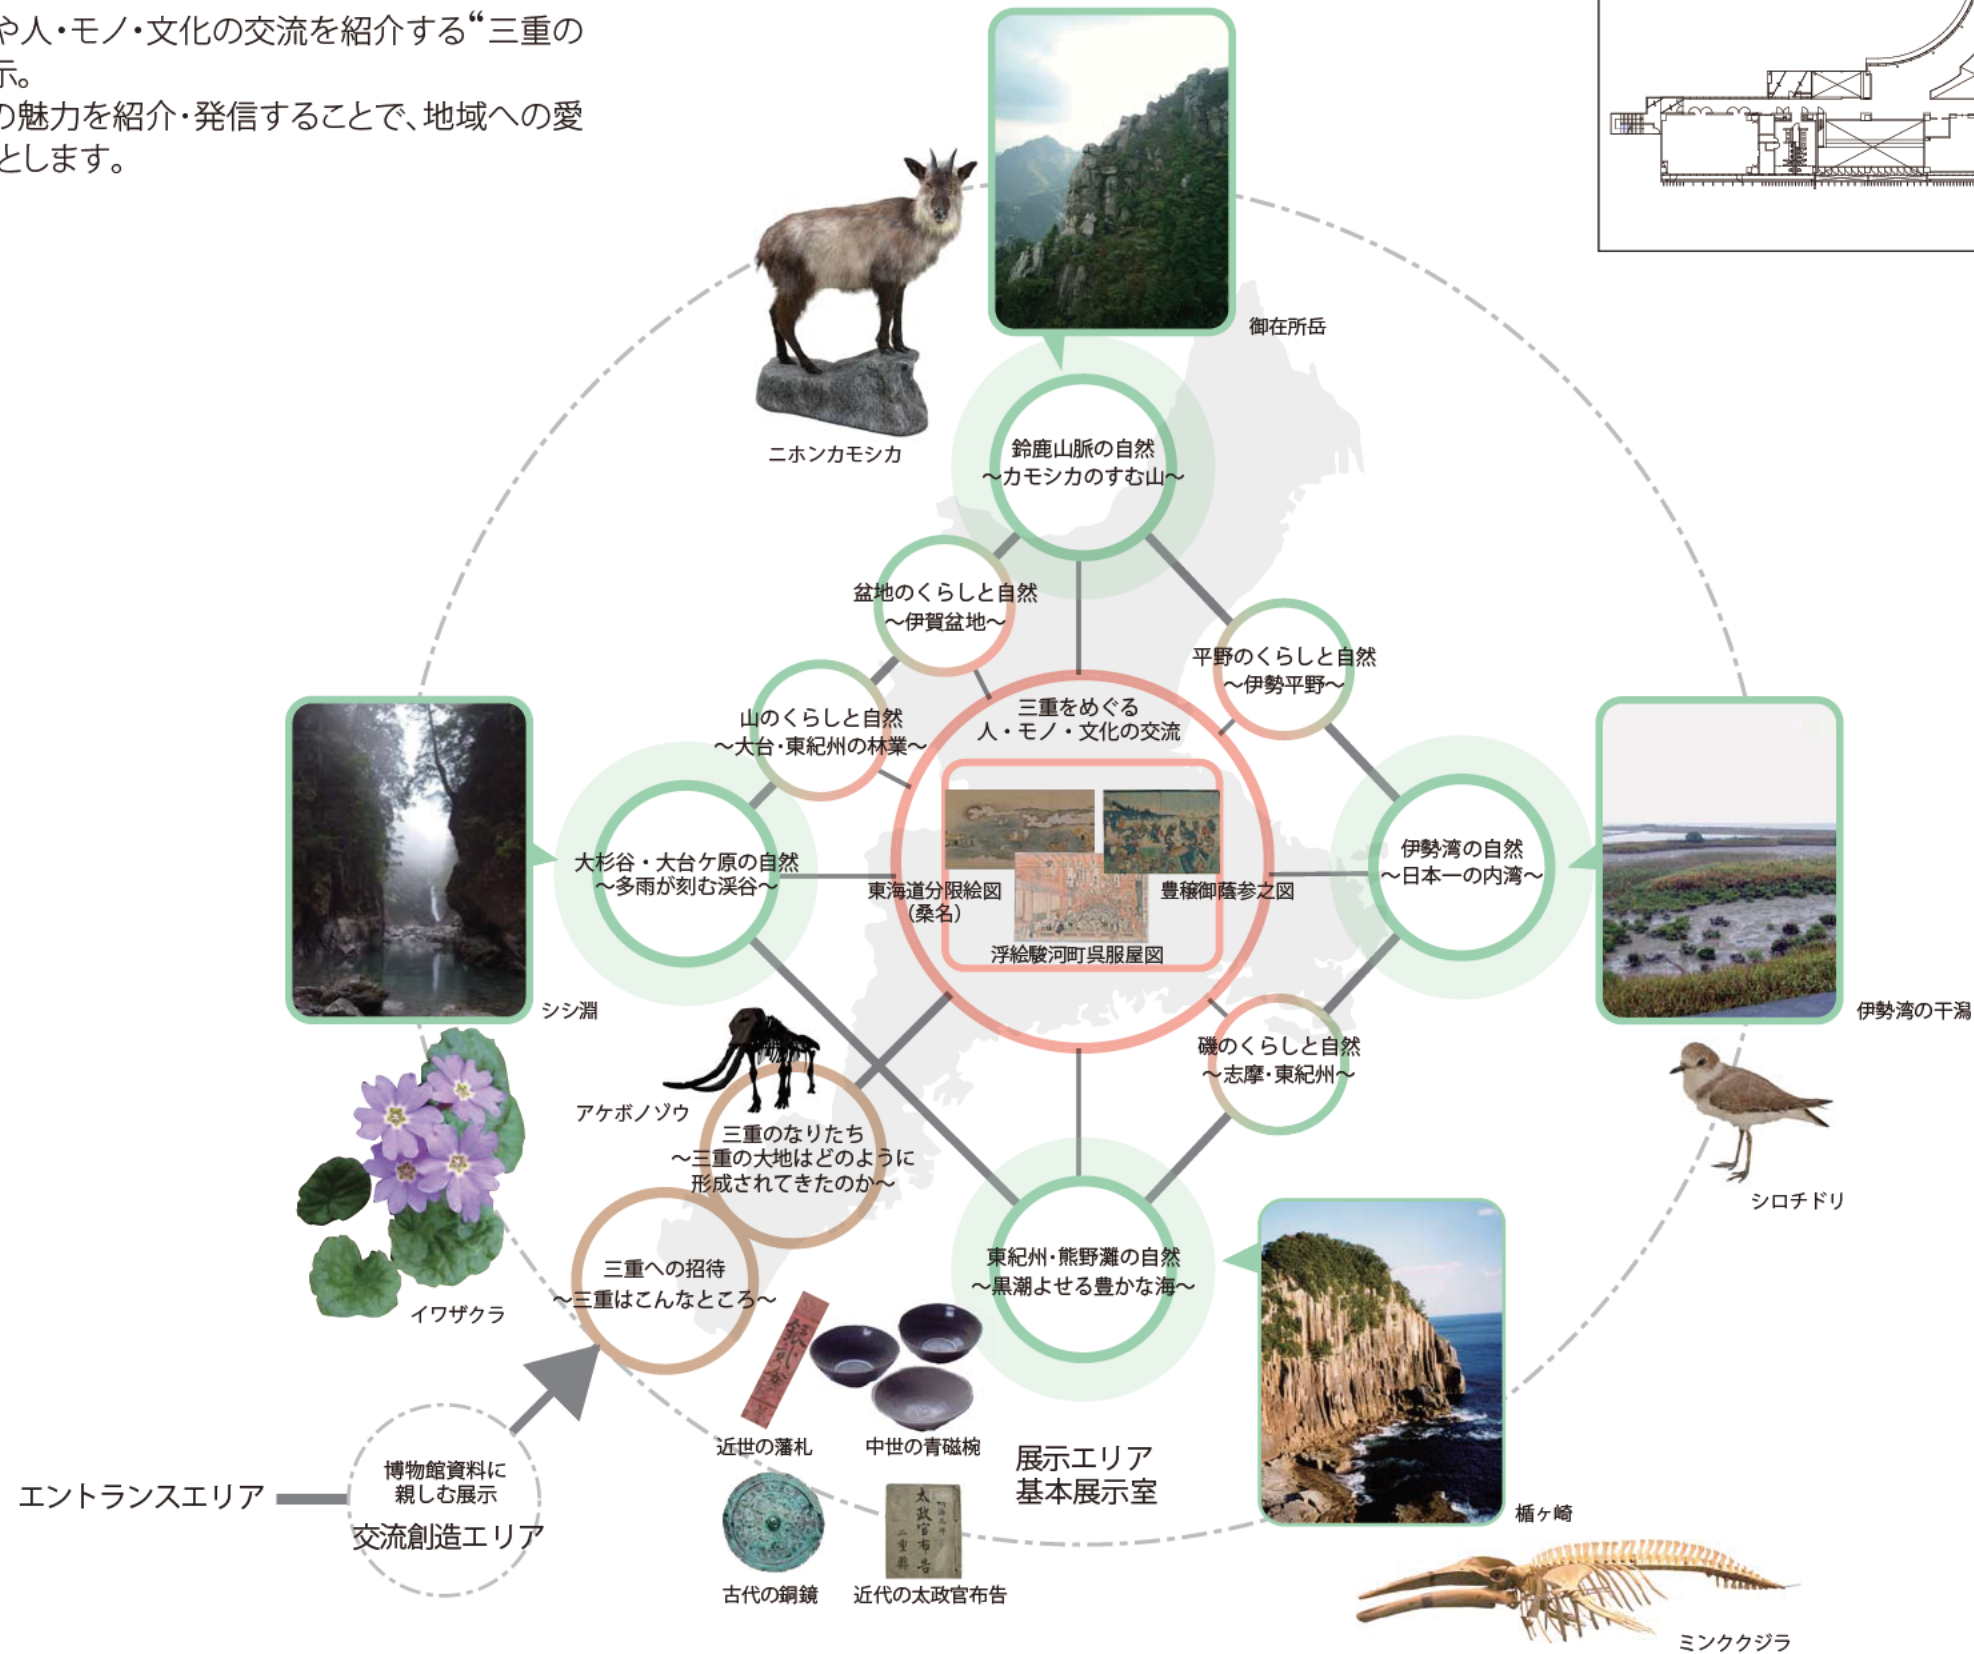 や人・モノ・文化の交流を紹介する“三重の
示。
の魅力を紹介・発信することで、地域への愛
とします。
御在所岳
ニホンカモシカ
鈴鹿山脈の自然
～カモシカのすむ山～
盆地のくらしと自然
～伊賀盆地～
平野のくらしと自然
～伊勢平野～
山のくらしと自然
～大台・東紀州の林業～
三重をめぐる
人・モノ・文化の交流
大杉谷・大台ケ原の自然
～多雨が刻む渓谷～
東海道分限絵図
（桑名）
豊穣御蔭参之図
浮絵駿河町呉服屋図
伊勢湾の自然
～日本一の内湾～
シシ淵
伊勢湾の干潟
磯のくらしと自然
～志摩・東紀州～
アケボノゾウ
三重のなりたち
～三重の大地はどのように
形成されてきたのか～
シロチドリ
イワザクラ
三重への招待
～三重はこんなところ～
東紀州・熊野灘の自然
～黒潮よせる豊かな海～
近世の藩札
中世の青磁椀
展示エリア
基本展示室
エントランスエリア
博物館資料に
親しむ展示
交流創造エリア
楯ヶ崎
太政官布告
古代の銅鏡
近代の太政官布告
ミンククジラ